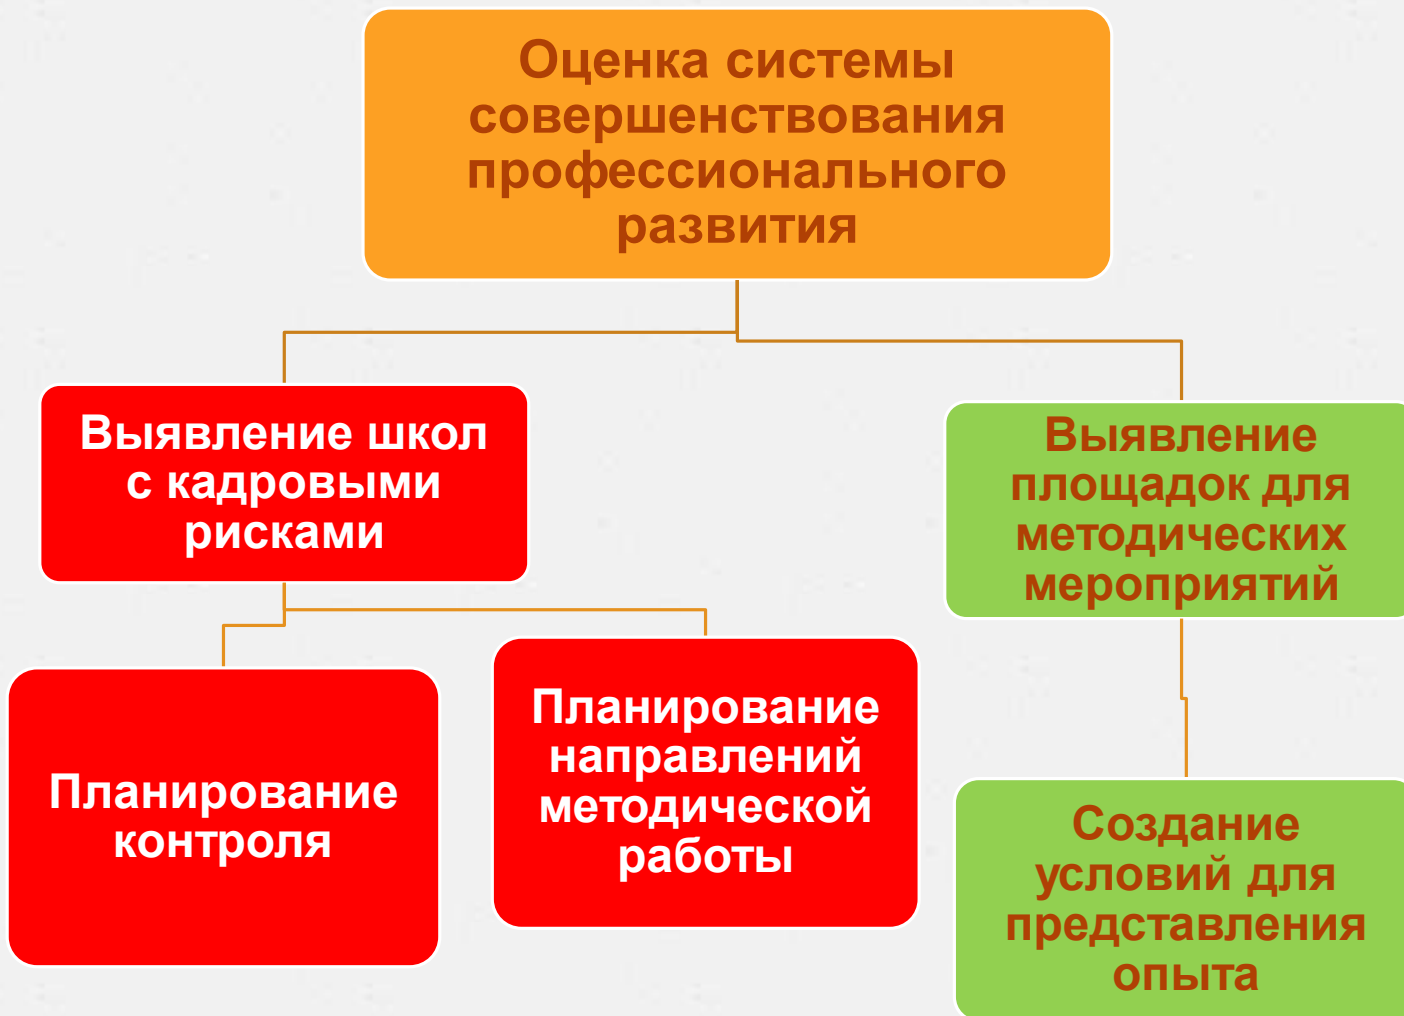 Оценка системы
совершенствования
профессионального
развития
Выявление школ
с кадровыми
рисками
Выявление
площадок для
методических
мероприятий
Планирование
контроля
Планирование
направлений
методической
работы
Создание
условий для
представления
опыта